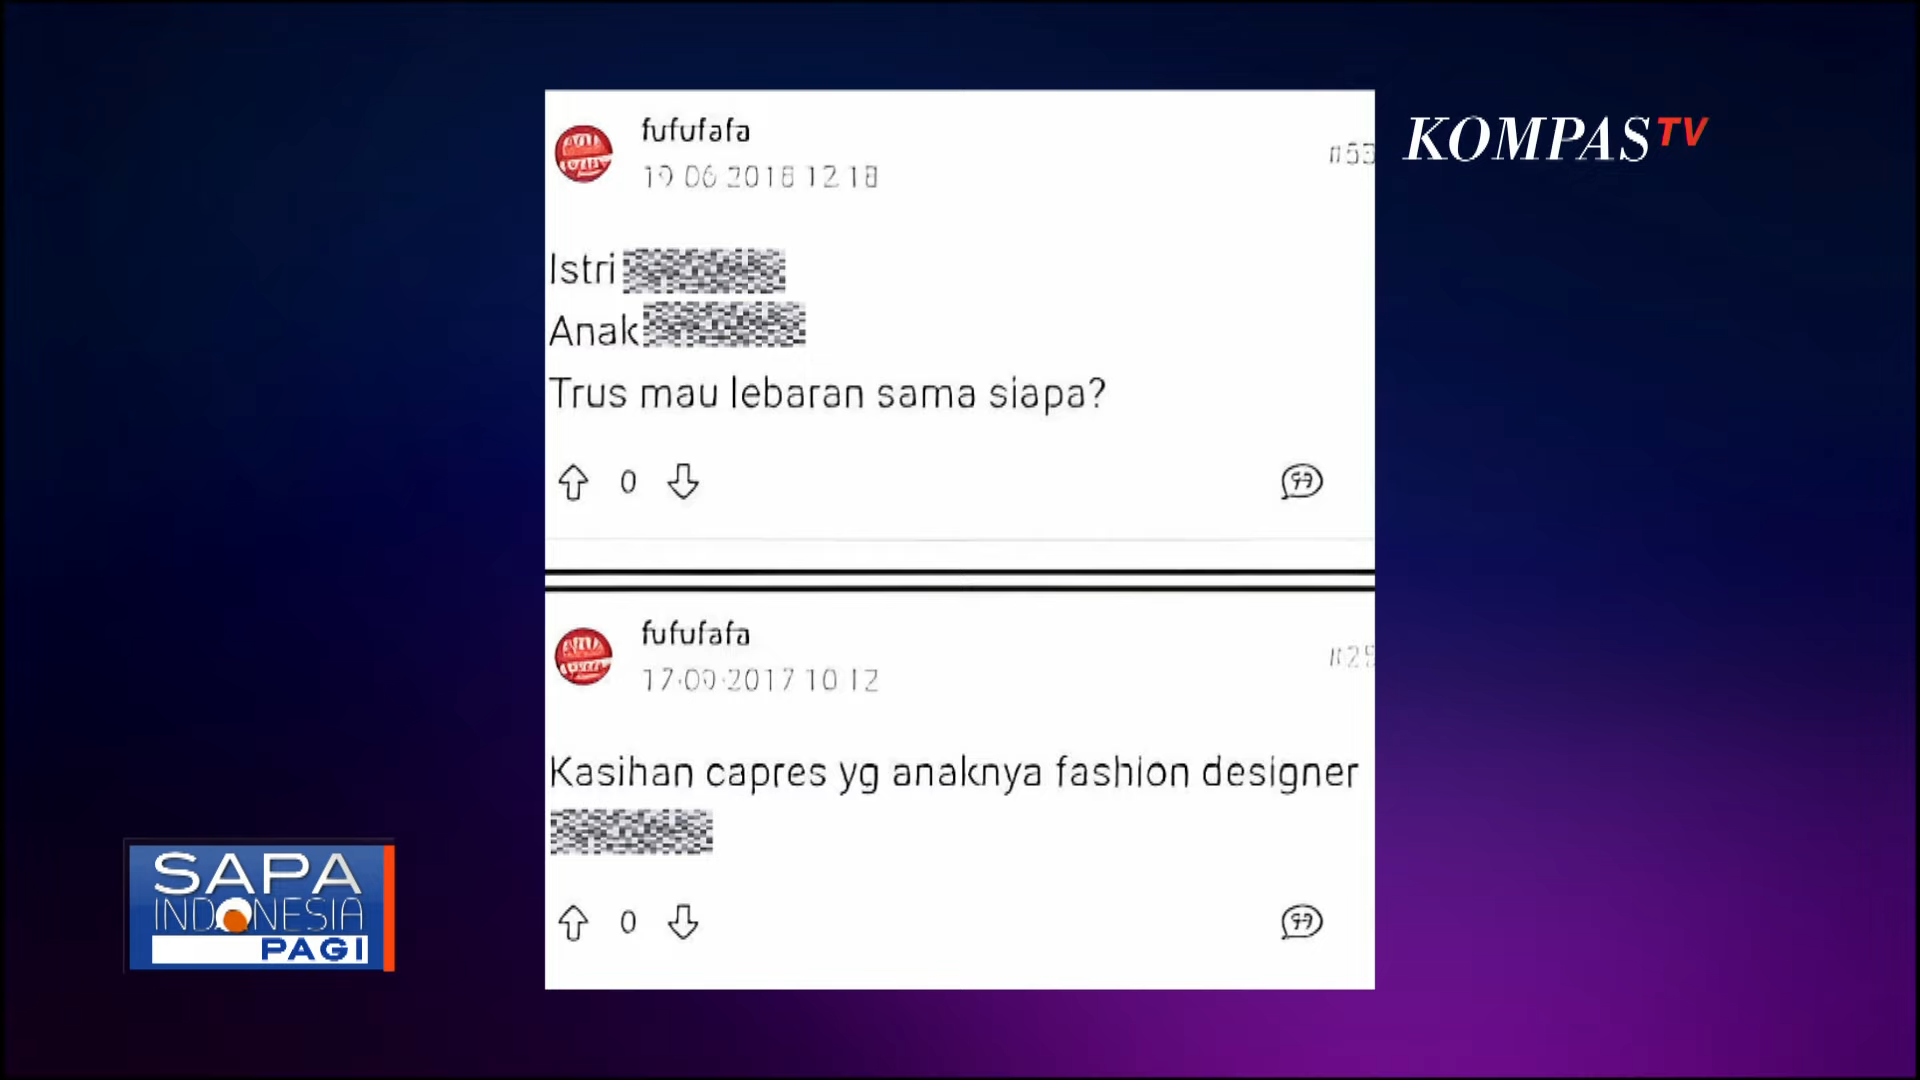 KOMPAS TV
fufufafa
19 06 2018 12 18
#53
Istri
Anak
Trus mau lebaran sama siapa?
0
fufufafa
17-09-2017 10 12
Kasihan capres yg anaknya fashion designer
0
SAPA
INDONESIA
PAGI